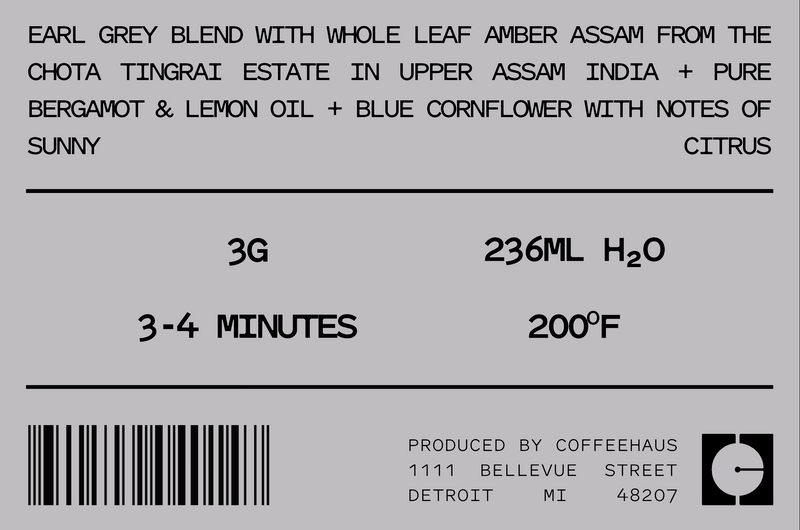 EARL GREY BLEND WITH WHOLE LEAF AMBER ASSAM FROM THE
CHOTA TINGRAI ESTATE IN UPPER ASSAM INDIA + PURE
BERGAMOT & LEMON OIL + BLUE CORNFLOWER WITH NOTES OF
SUNNY CITRUS
3G 236ML H₂O
3-4 MINUTES 200ºF
PRODUCED BY COFFEEHAUS
1111 BELLEVUE STREET
DETROIT MI 48207